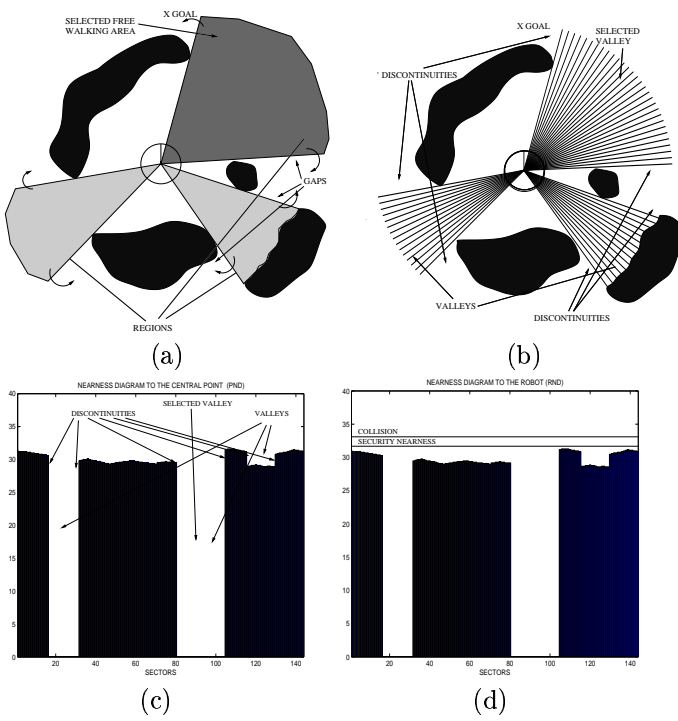 X GOAL
SELECTED FREE
WALKING AREA
GAPS
REGIONS
(a)
X GOAL
SELECTED
VALLEY
' DISCONTINUITIES
VALLEYS
DISCONTINUITIES
(b)
NEARNESS DIAGRAM TO THE CENTRAL POINT (PND)
40
35
30
25
20
15
10
5
0
DISCONTINUITIES
SELECTED VALLEY
VALLEYS
20
40
60
80
100
120
140
SECTORS
(c)
NEARNESS DIAGRAM TO THE ROBOT (RND)
40
35
30
25
20
15
10
5
0
COLLISION
SECURITY NEARNESS
20
40
60
80
100
120
140
SECTORS
(d)